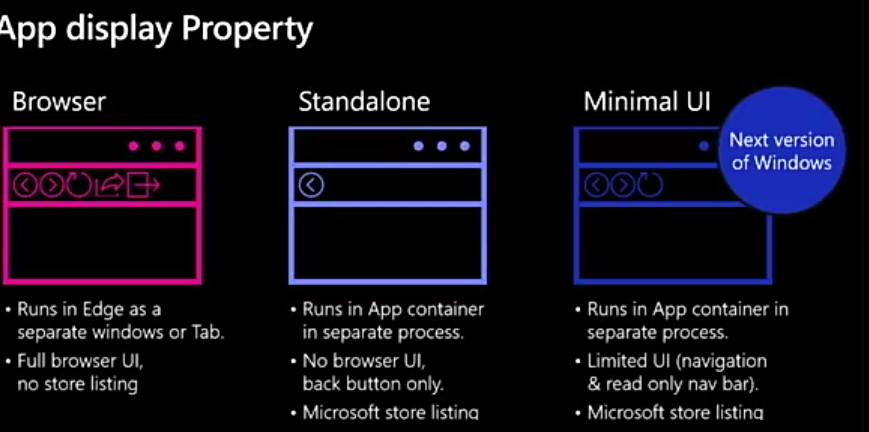 App display Property
Browser
Standalone
Minimal UI
Next version
of Windows
• Runs in Edge as a
separate windows or Tab.
• Full browser UI,
no store listing
• Runs in App container
in separate process.
• No browser UI,
back button only.
• Microsoft store listing
• Runs in App container in
separate process.
• Limited UI (navigation
& read only nav bar).
• Microsoft store listing